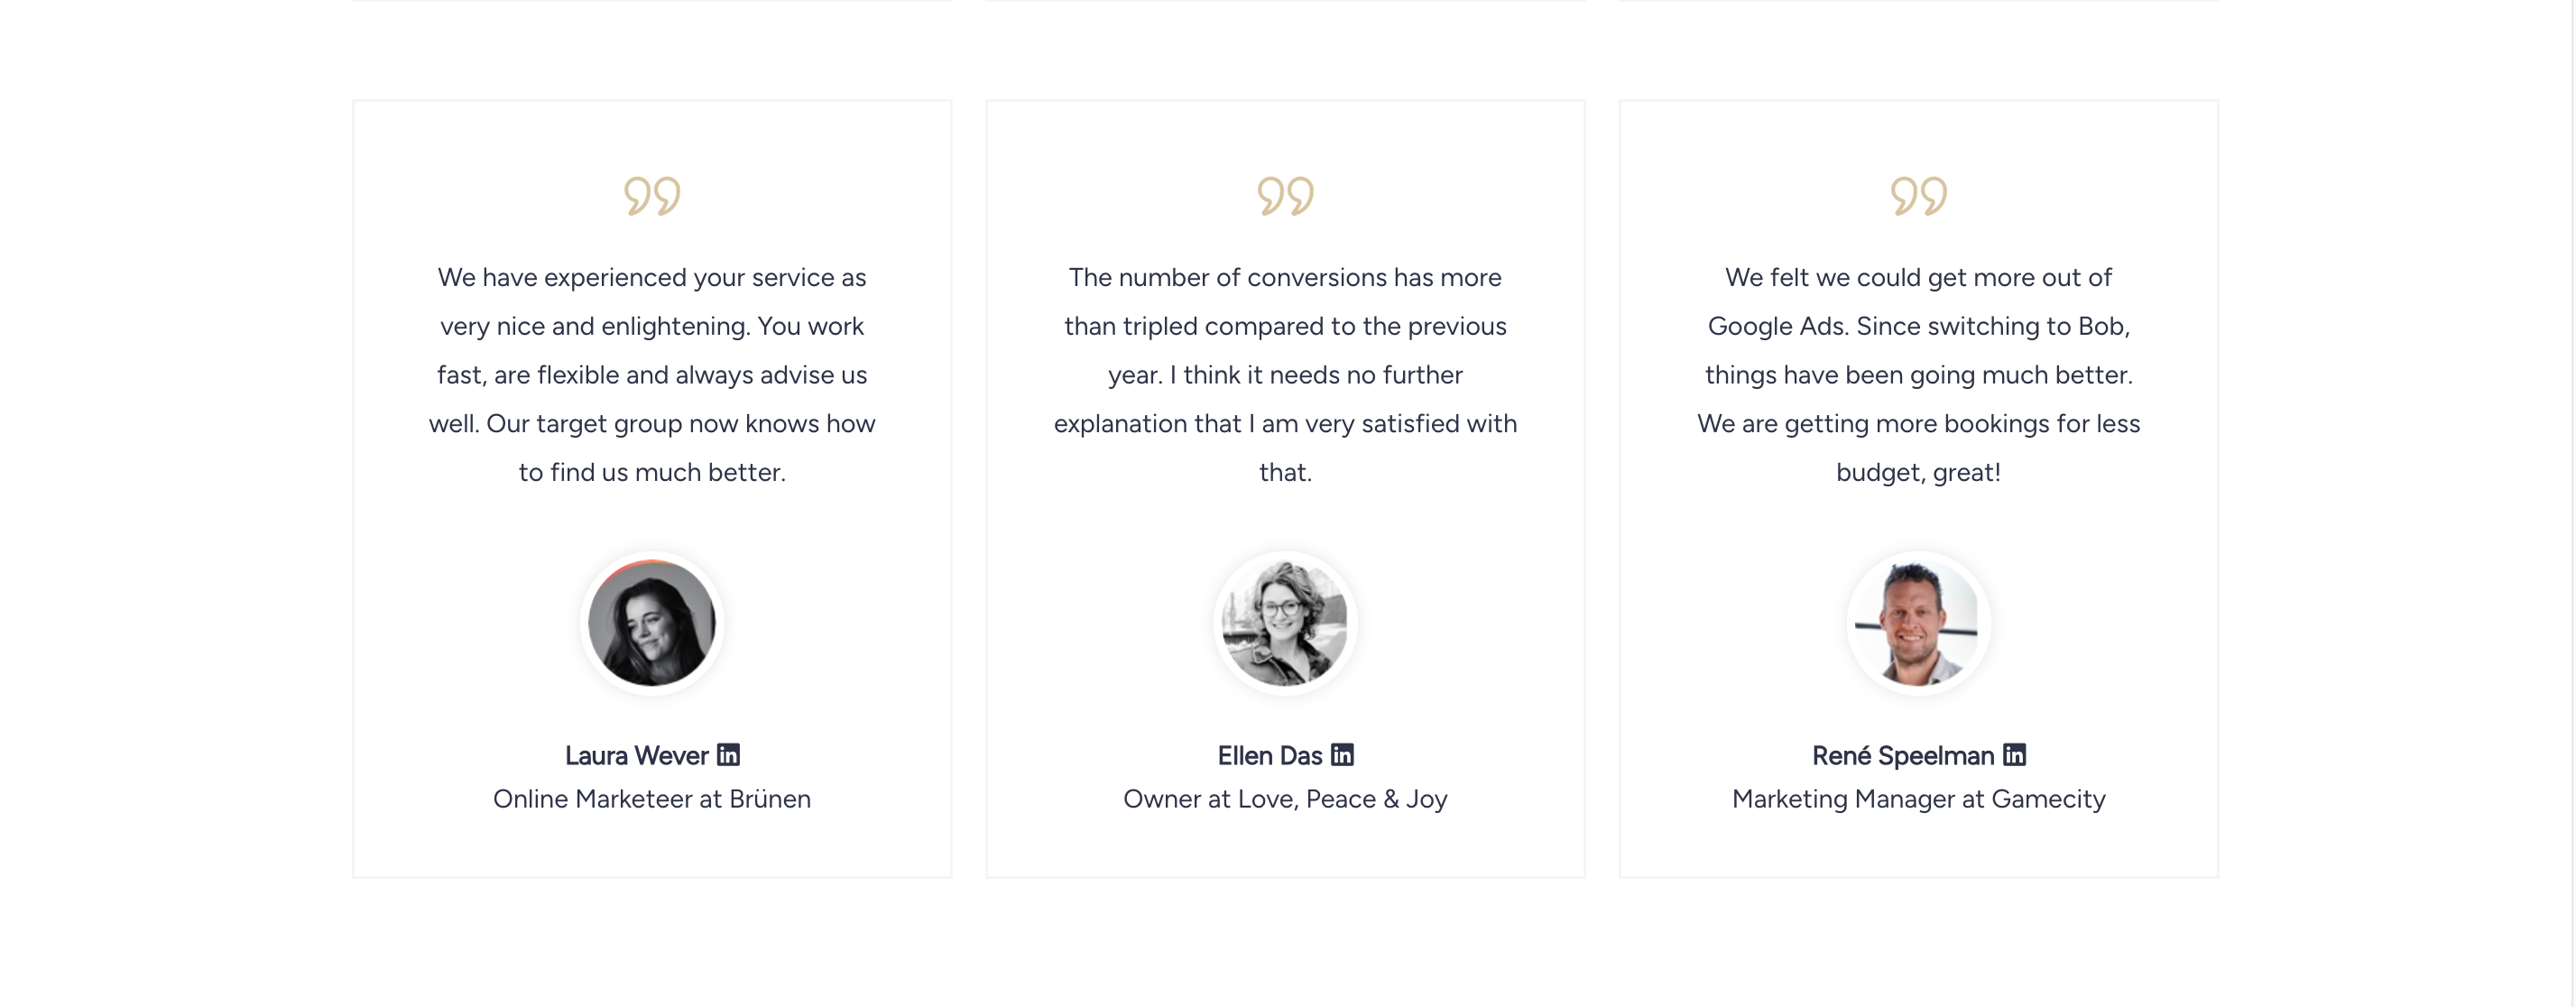 We have experienced your service as
very nice and enlightening. You work
fast, are flexible and always advise us
well. Our target group now knows how
to find us much better.
Laura Wever in
Online Marketeer at Brünen
The number of conversions has more
than tripled compared to the previous
year. I think it needs no further
explanation that I am very satisfied with
that.
Ellen Das in
Owner at Love, Peace & Joy
We felt we could get more out of
Google Ads. Since switching to Bob,
things have been going much better.
We are getting more bookings for less
budget, great!
René Speelman in
Marketing Manager at Gamecity